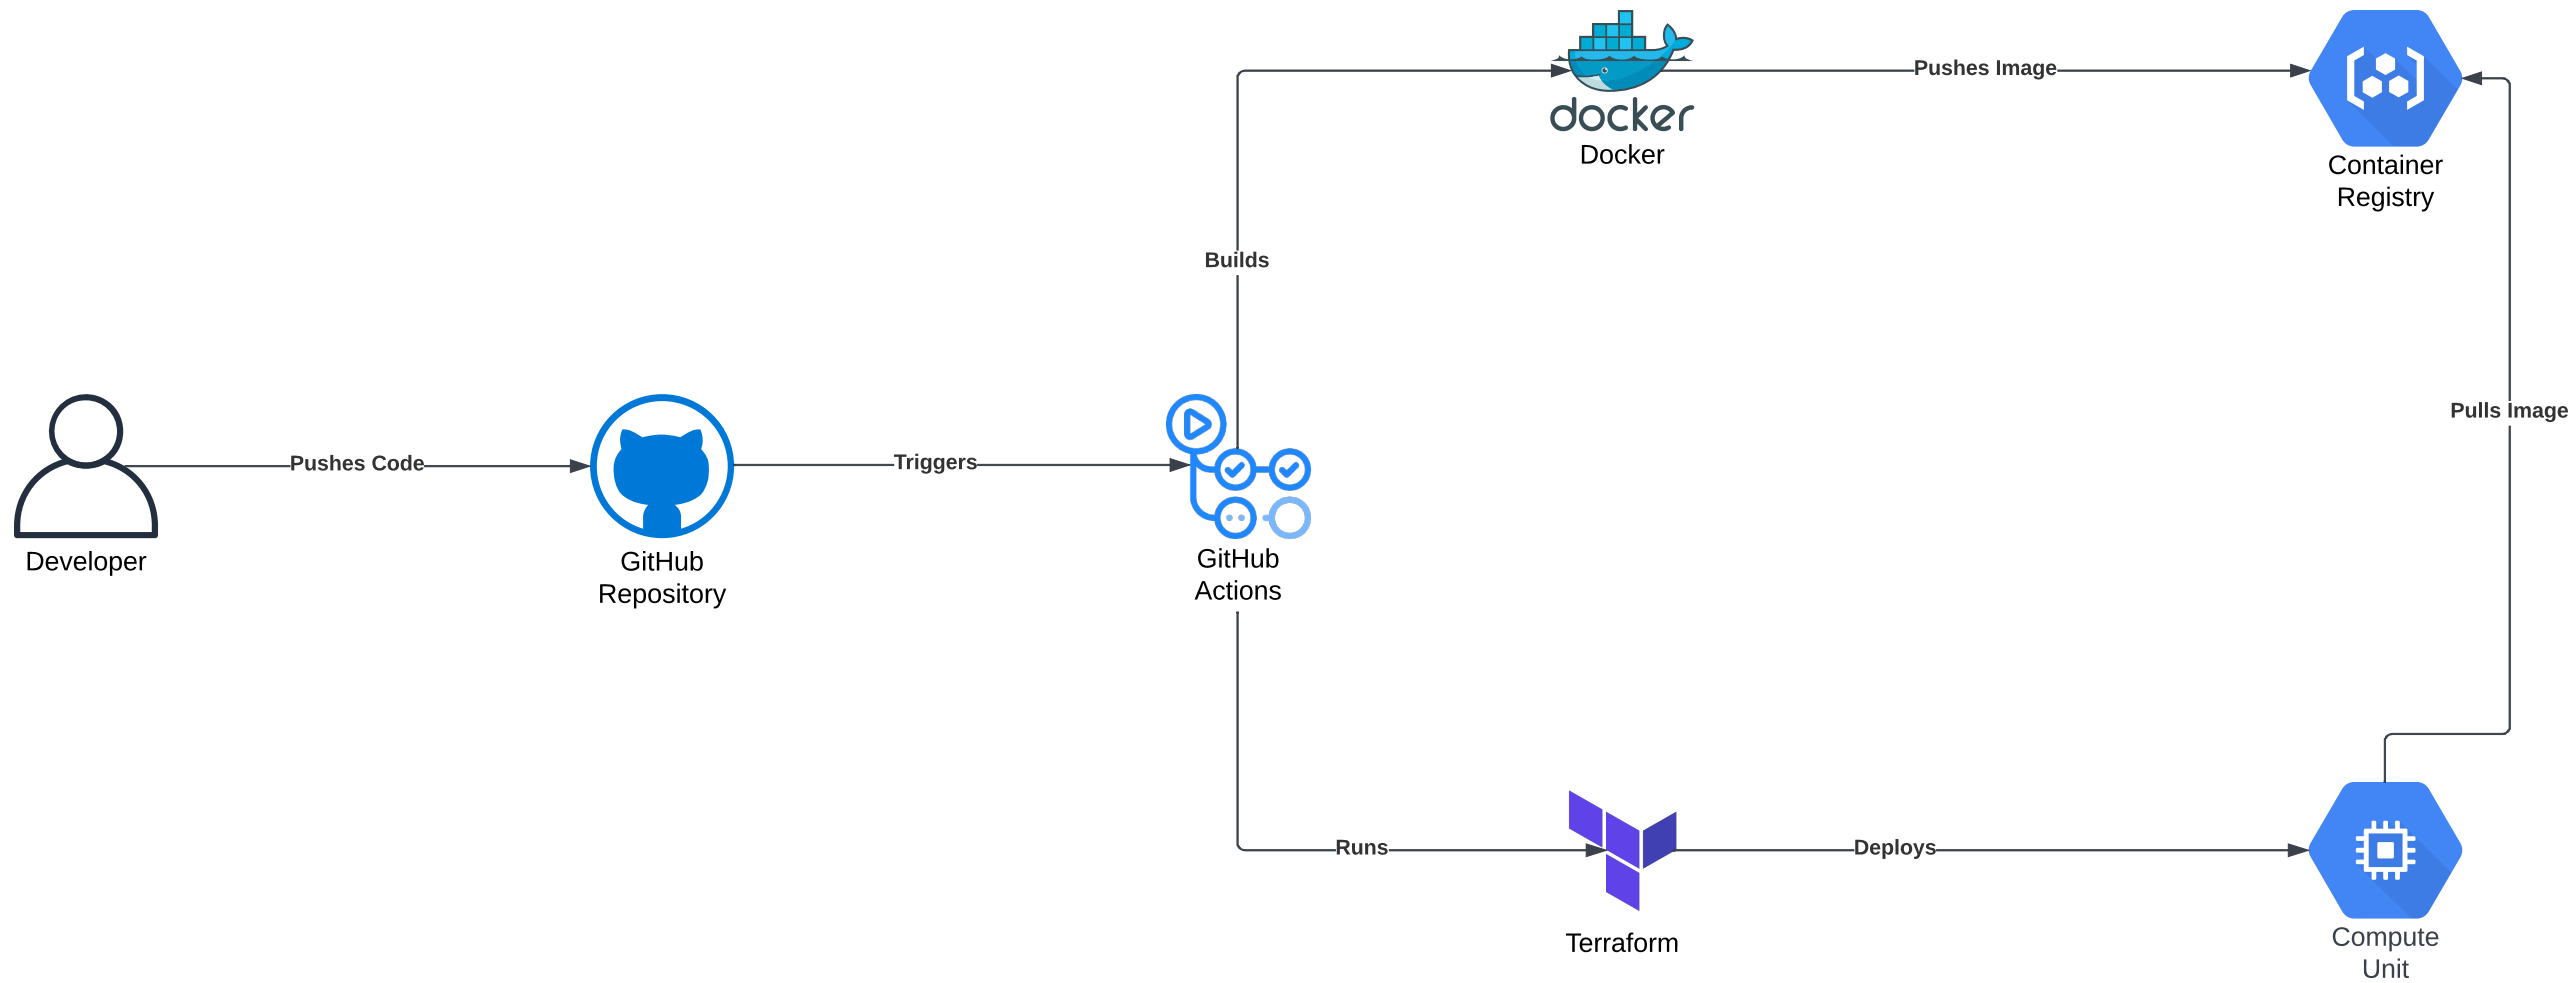 docker
Docker
Pushes Image
Container
Registry
Builds
Pulls Image
Pushes Code
Triggers
Developer
GitHub
Repository
GitHub
Actions
Runs
Deploys
Terraform
Compute
Unit